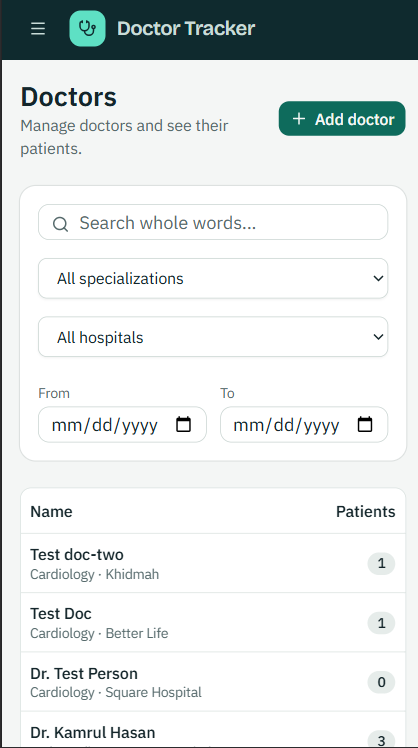 Doctor Tracker
Doctors
Manage doctors and see their
patients.
+ Add doctor
Search whole words...
All specializations
All hospitals
From To
mm/dd/yyyy mm/dd/yyyy
Name Patients
Test doc-two
Cardiology · Khidmah
1
Test Doc
Cardiology · Better Life
1
Dr. Test Person
Cardiology · Square Hospital
0
Dr. Kamrul Hasan
3